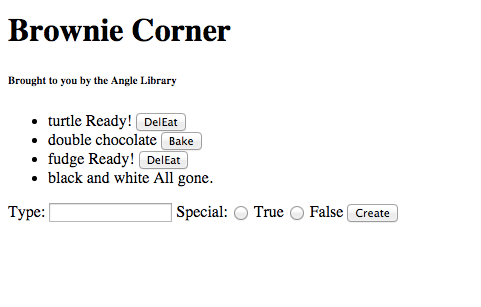 Brownie Corner
Brought to you by the Angle Library
turtle Ready! DelEat
double chocolate Bake
fudge Ready! DelEat
black and white All gone.
Type: Special: True False Create